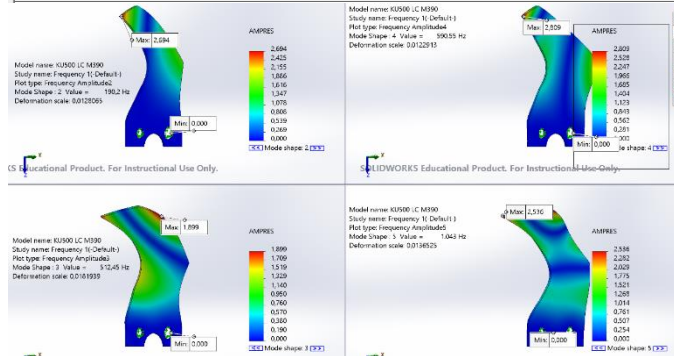 Model name: KU500 LC M390
Study name: Frequency 1(-Default-)
Plot type: Frequency Amplitude2
Mode Shape : 2 Value = 190,2 Hz
Deformation scale: 0,0128065
Max: 2,694
Min: 0,000
AMPRES
2,694
2,425
2,155
1,886
1,616
1,347
1,078
0,808
0,539
0,269
0,000
<< Mode shape: 2 >>
KS Educational Product. For Instructional Use Only.
Model name: KU500 LC M390
Study name: Frequency 1(-Default-)
Plot type: Frequency Amplitude4
Mode Shape : 4 Value = 590,55 Hz
Deformation scale: 0,0122913
Max: 2,809
Min: 0,000
AMPRES
2,809
2,528
2,247
1,966
1,685
1,404
1,123
0,843
0,562
0,281
0,000
le shape: 4 >>
SOLIDWORKS Educational Product. For Instructional Use Only.
Model name: KU500 LC M390
Study name: Frequency 1(-Default-)
Plot type: Frequency Amplitude3
Mode Shape : 3 Value = 512,45 Hz
Deformation scale: 0,0181939
Max: 1,899
Min: 0,000
AMPRES
1,899
1,709
1,519
1,329
1,140
0,950
0,760
0,570
0,380
0,190
0,000
<< Mode shape: 3 >>
Model name: KU500 LC M390
Study name: Frequency 1(-Default-)
Plot type: Frequency Amplitude5
Mode Shape : 5 Value = 1.043 Hz
Deformation scale: 0,0136525
Max: 2,536
Min: 0,000
AMPRES
2,536
2,282
2,029
1,775
1,521
1,268
1,014
0,761
0,507
0,254
0,000
<< Mode shape: 5 >>